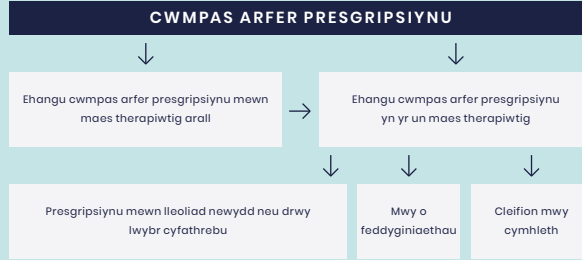 CWMPAS ARFER PRESGRIPSIYNU
Ehangu cwmpas arfer presgripsiynu mewn
maes therapiwtig arall
Ehangu cwmpas arfer presgripsiynu
yn yr un maes therapiwtig
Presgripsiynu mewn lleoliad newydd neu drwy
lwybr cyfathrebu
Mwy o
feddyginiaethau
Cleifion mwy
cymhleth